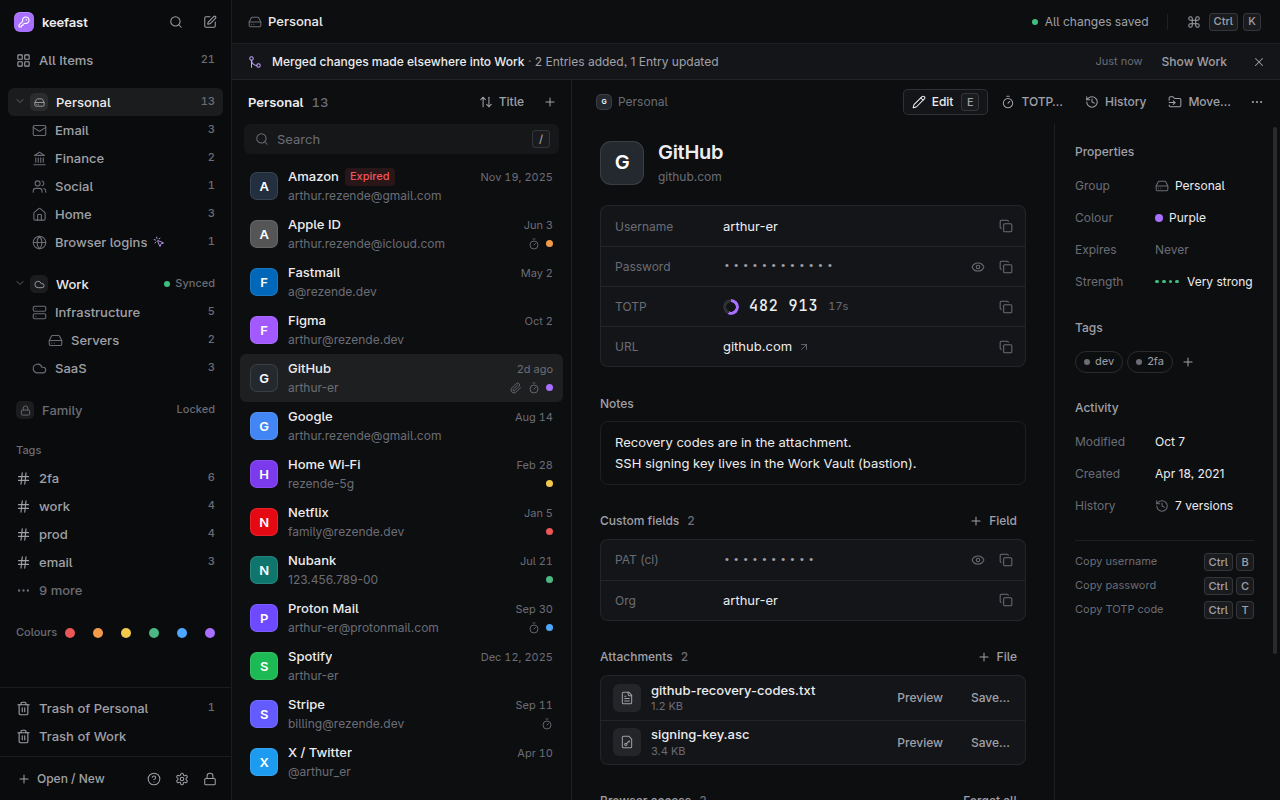 keefast
All Items 21
Personal 13
Email 3
Finance 2
Social 1
Home 3
Browser logins 1
Work Synced
Infrastructure 5
Servers 2
SaaS 3
Family Locked
Tags
2fa 6
work 4
prod 4
email 3
9 more
Colours
Trash of Personal 1
Trash of Work
Open / New
Personal
All changes saved
Ctrl K
Merged changes made elsewhere into Work · 2 Entries added, 1 Entry updated
Just now Show Work
Personal 13
Title
Search /
A Amazon Expired Nov 19, 2025
arthur.rezende@gmail.com
A Apple ID Jun 3
arthur.rezende@icloud.com
F Fastmail May 2
a@rezende.dev
F Figma Oct 2
arthur@rezende.dev
G GitHub 2d ago
arthur-er
G Google Aug 14
arthur.rezende@gmail.com
H Home Wi-Fi Feb 28
rezende-5g
N Netflix Jan 5
family@rezende.dev
N Nubank Jul 21
123.456.789-00
P Proton Mail Sep 30
arthur-er@protonmail.com
S Spotify Dec 12, 2025
arthur-er
S Stripe Sep 11
billing@rezende.dev
X X / Twitter Apr 10
@arthur_er
G Personal
Edit E TOTP... History Move...
G GitHub
github.com
Username arthur-er
Password ••••••••••••
TOTP 482 913 17s
URL github.com
Notes
Recovery codes are in the attachment.
SSH signing key lives in the Work Vault (bastion).
Custom fields 2 Field
PAT (ci) ••••••••••
Org arthur-er
Attachments 2 File
github-recovery-codes.txt Preview Save...
1.2 KB
signing-key.asc Preview Save...
3.4 KB
Browser access 2 Forget all
Properties
Group Personal
Colour Purple
Expires Never
Strength Very strong
Tags
dev 2fa
Activity
Modified Oct 7
Created Apr 18, 2021
History 7 versions
Copy username Ctrl B
Copy password Ctrl C
Copy TOTP code Ctrl T